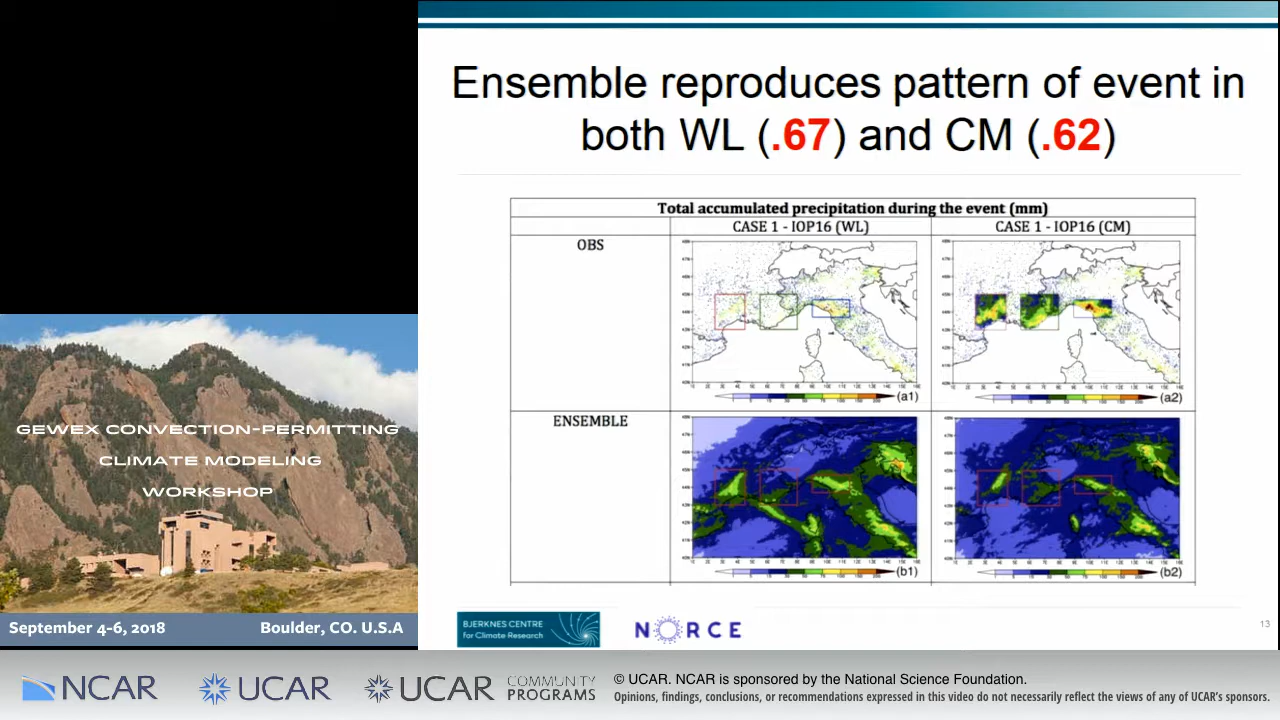 Ensemble reproduces pattern of event in
both WL (.67) and CM (.62)
Total accumulated precipitation during the event (mm)
CASE 1 - IOP16 (WL)
CASE 1 - IOP16 (CM)
OBS
(a1)
(a2)
ENSEMBLE
(b1)
(b2)
BJERKNES CENTRE
for Climate Research
NORCE
13
GEWEX CONVECTION-PERMITTING
CLIMATE MODELING
WORKSHOP
September 4-6, 2018
Boulder, CO. U.S.A
NCAR
UCAR
UCAR
COMMUNITY
PROGRAMS
© UCAR. NCAR is sponsored by the National Science Foundation.
Opinions, findings, conclusions, or recommendations expressed in this video do not necessarily reflect the views of any of UCAR's sponsors.